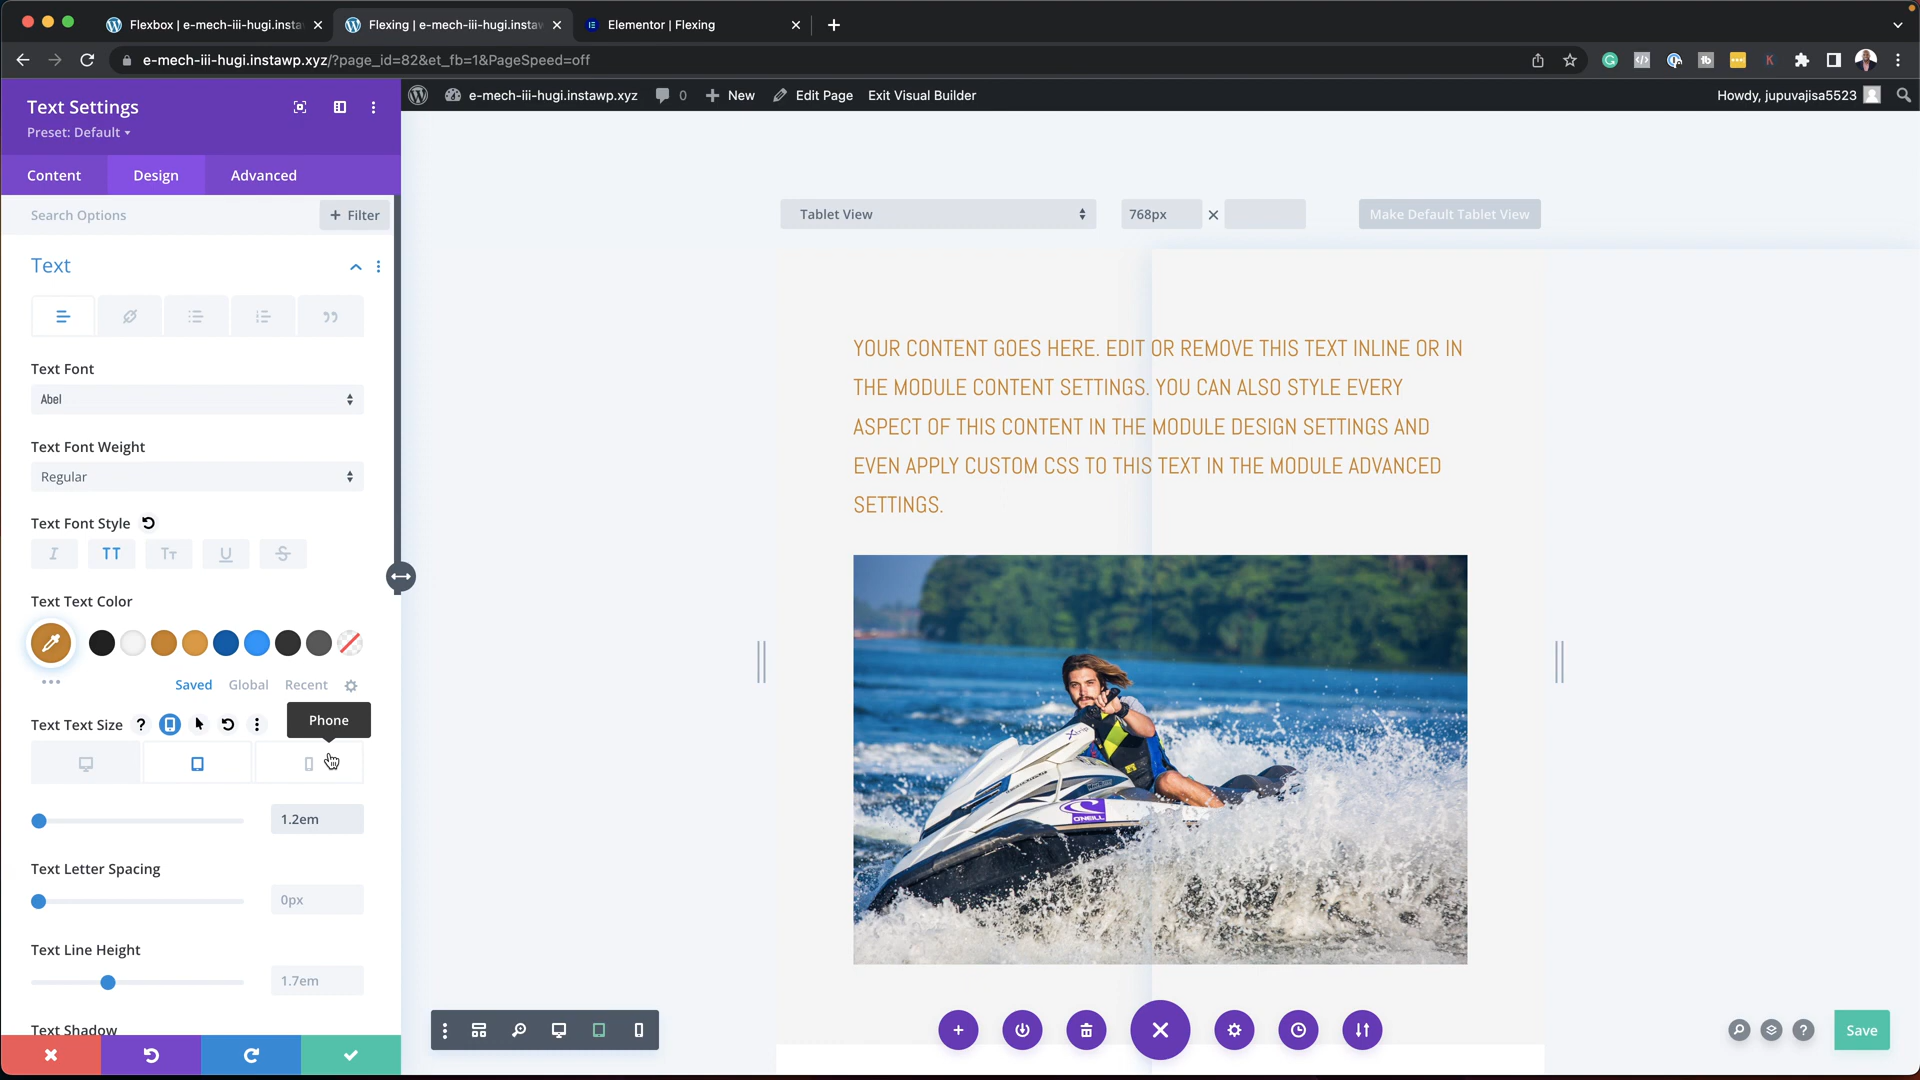 Flexbox | e-mech-iii-hugi.insta
Flexing | e-mech-iii-hugi.instaw
Elementor | Flexing
e-mech-iii-hugi.instawp.xyz/?page_id=82&et_fb=1&PageSpeed=off
Text Settings
Preset: Default
e-mech-iii-hugi.instawp.xyz
0
New
Edit Page
Exit Visual Builder
Howdy, jupuvajisa5523
Content
Design
Advanced
Search Options
+ Filter
Tablet View
768px
Make Default Tablet View
Text
Text Font
Abel
Text Font Weight
Regular
Text Font Style
I
TT
Tт
U
S
Text Text Color
Saved
Global
Recent
Text Text Size
?
Phone
1.2em
Text Letter Spacing
0px
Text Line Height
1.7em
Text Shadow
YOUR CONTENT GOES HERE. EDIT OR REMOVE THIS TEXT INLINE OR IN
THE MODULE CONTENT SETTINGS. YOU CAN ALSO STYLE EVERY
ASPECT OF THIS CONTENT IN THE MODULE DESIGN SETTINGS AND
EVEN APPLY CUSTOM CSS TO THIS TEXT IN THE MODULE ADVANCED
SETTINGS.
O'NEILL
?
Save